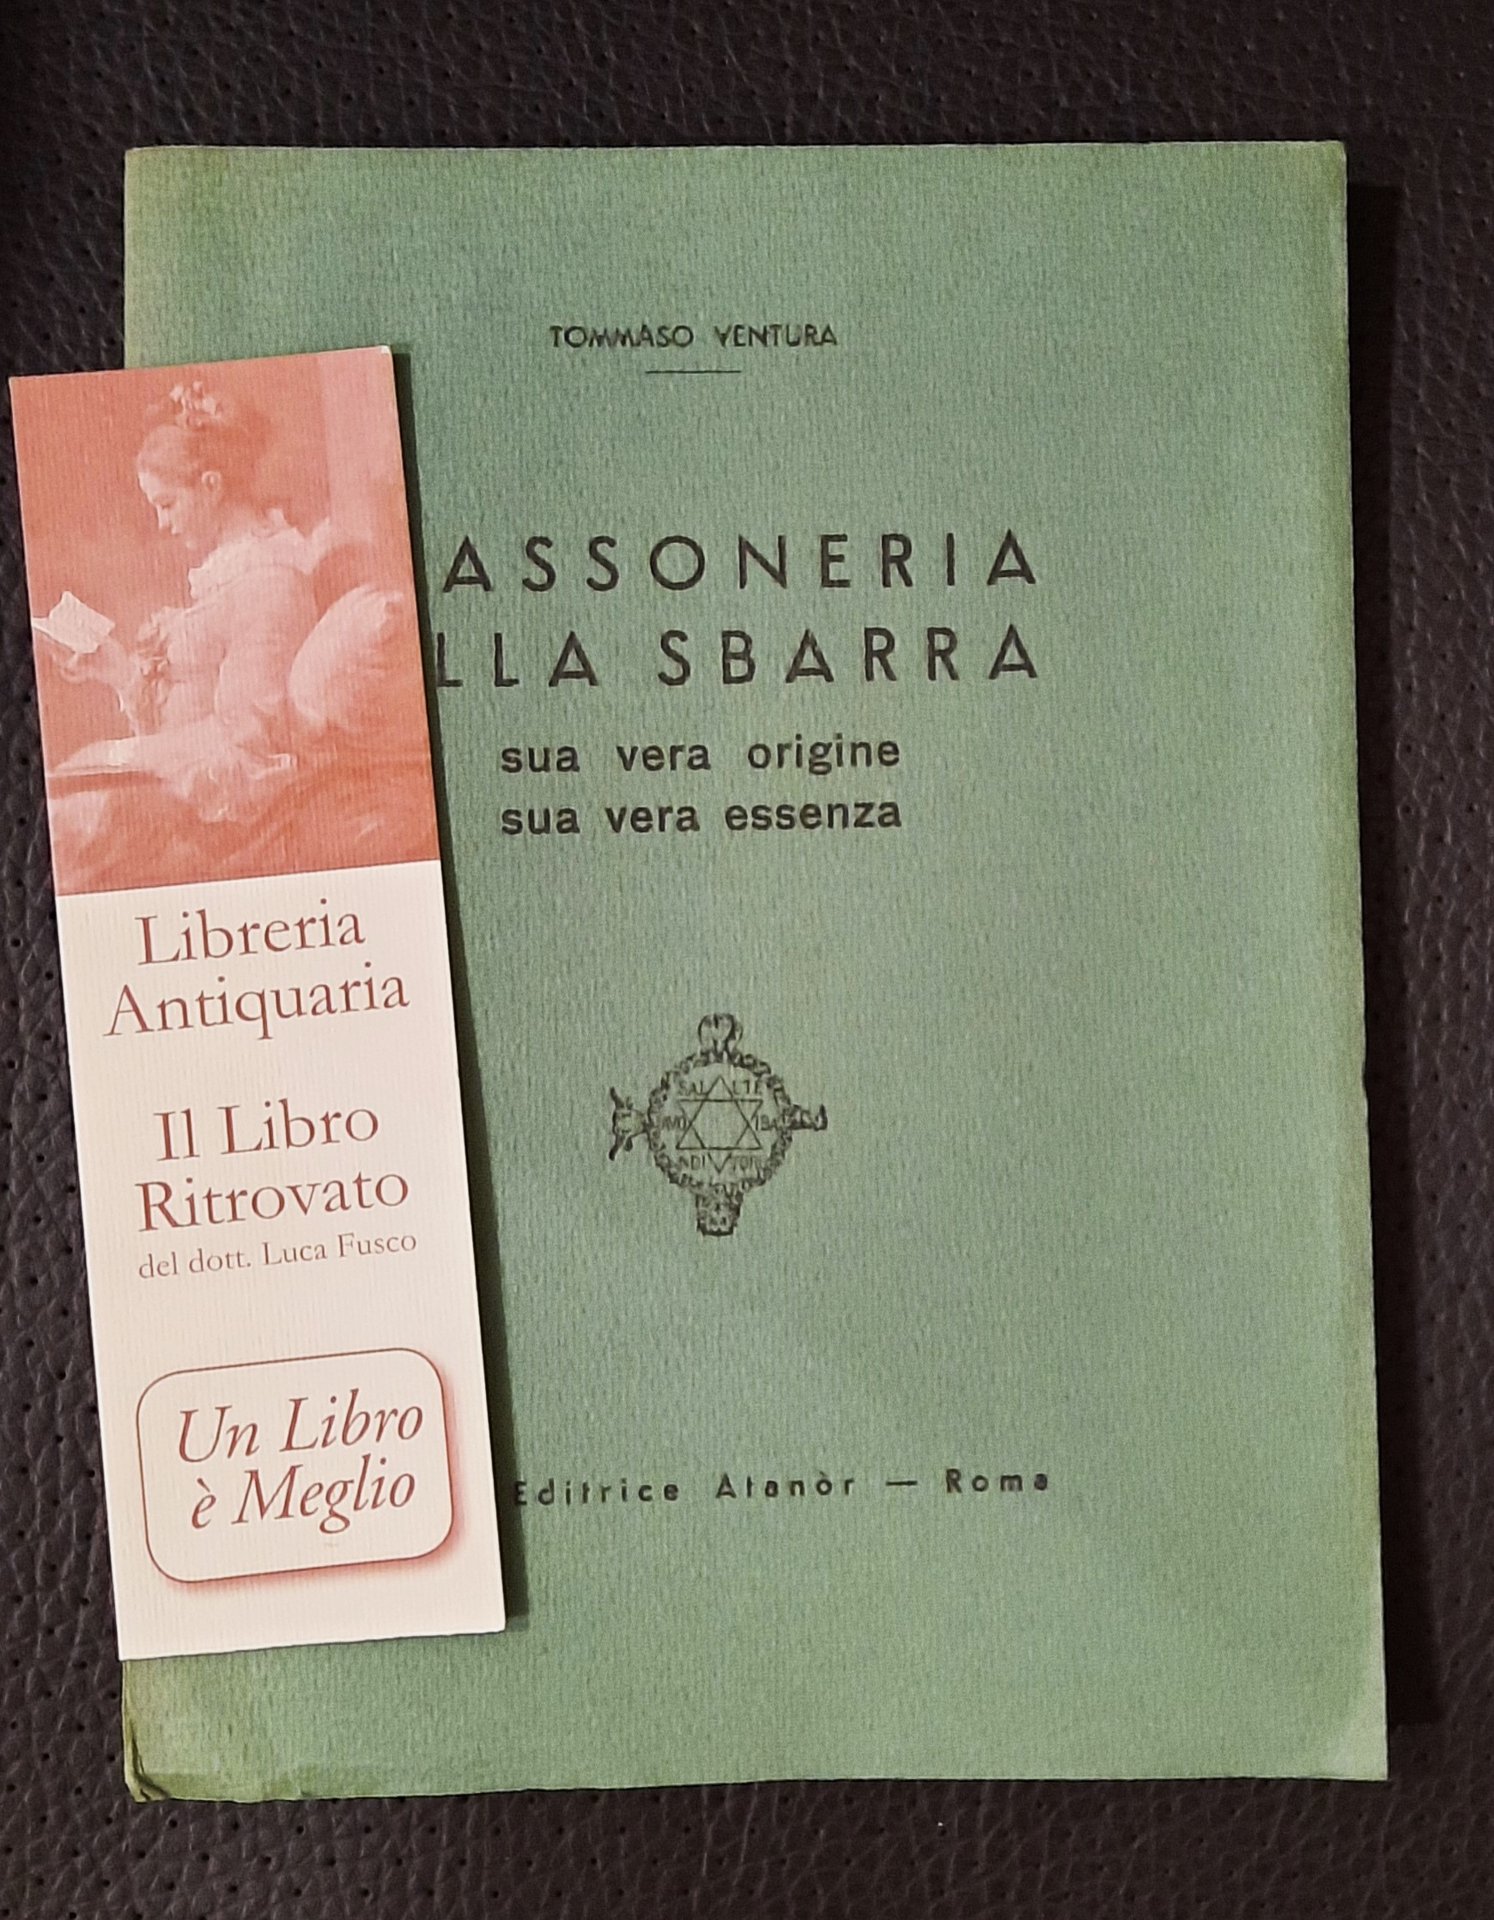 TOMMASO VENTURA
ASSONERIA
LLA SBARRA
sua vera origine
sua vera essenza
Editrice Atanòr — Roma
Libreria
Antiquaria
Il Libro
Ritrovato
del dott. Luca Fusco
Un Libro
è Meglio